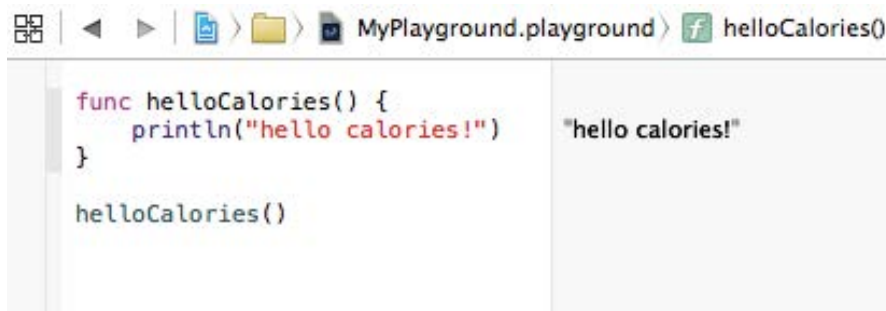 MyPlayground.playground helloCalories()
func helloCalories() {
println("hello calories!") "hello calories!"
}
helloCalories()